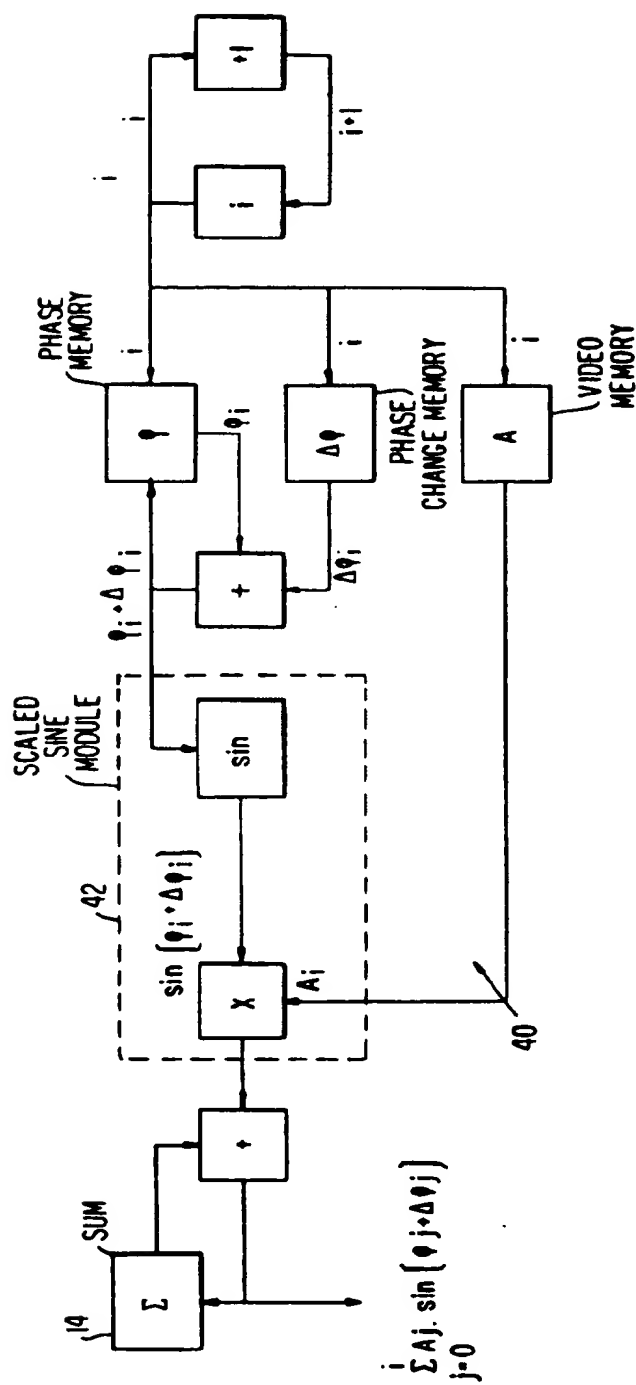 SCALED
SINE
MODULE
PHASE
MEMORY
14
SUM
42
φi + Δ φi
i
i
i
Σ
sin [φi + Δφi]
φ
φi
+
X
sin
+
i
+1
Ai
Δφi
Δφ
i
i+1
PHASE
CHANGE MEMORY
i
Σ Aj. sin [φj+Δφj]
j=0
40
A
i
VIDEO
MEMORY